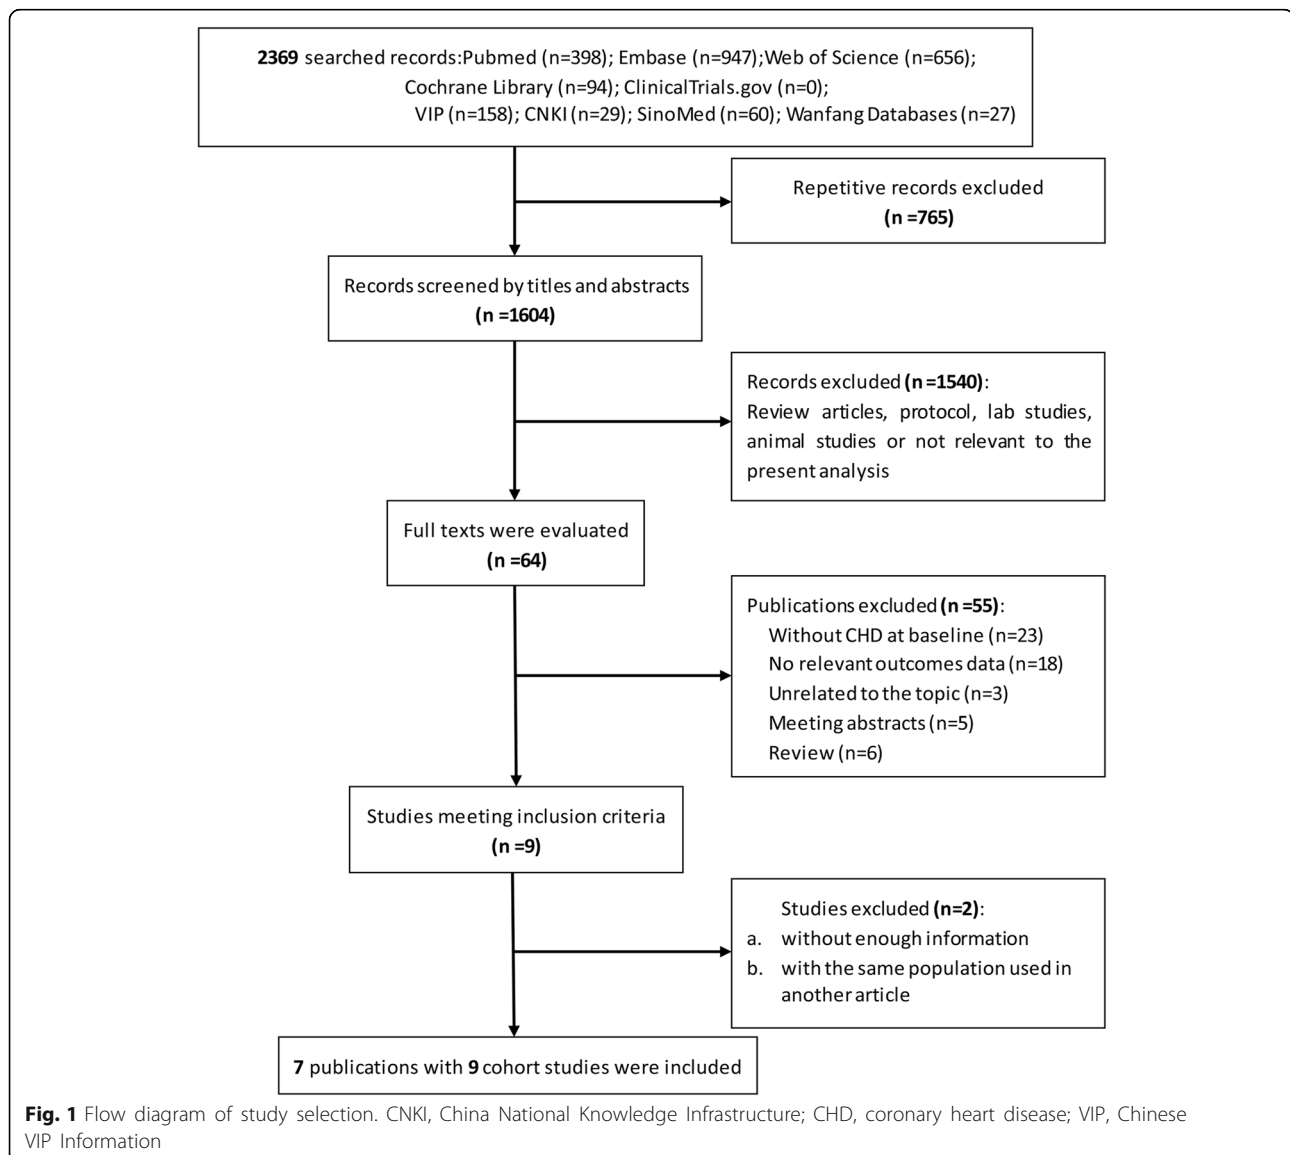 2369 searched records:Pubmed (n=398); Embase (n=947);Web of Science (n=656);
Cochrane Library (n=94); ClinicalTrials.gov (n=0);
VIP (n=158); CNKI (n=29); SinoMed (n=60); Wanfang Databases (n=27)
Repetitive records excluded
(n =765)
Records screened by titles and abstracts
(n =1604)
Records excluded (n =1540):
Review articles, protocol, lab studies,
animal studies or not relevant to the
present analysis
Full texts were evaluated
(n =64)
Publications excluded (n =55):
Without CHD at baseline (n=23)
No relevant outcomes data (n=18)
Unrelated to the topic (n=3)
Meeting abstracts (n=5)
Review (n=6)
Studies meeting inclusion criteria
(n =9)
Studies excluded (n=2):
a. without enough information
b. with the same population used in
another article
7 publications with 9 cohort studies were included
Fig. 1 Flow diagram of study selection. CNKI, China National Knowledge Infrastructure; CHD, coronary heart disease; VIP, Chinese
VIP Information